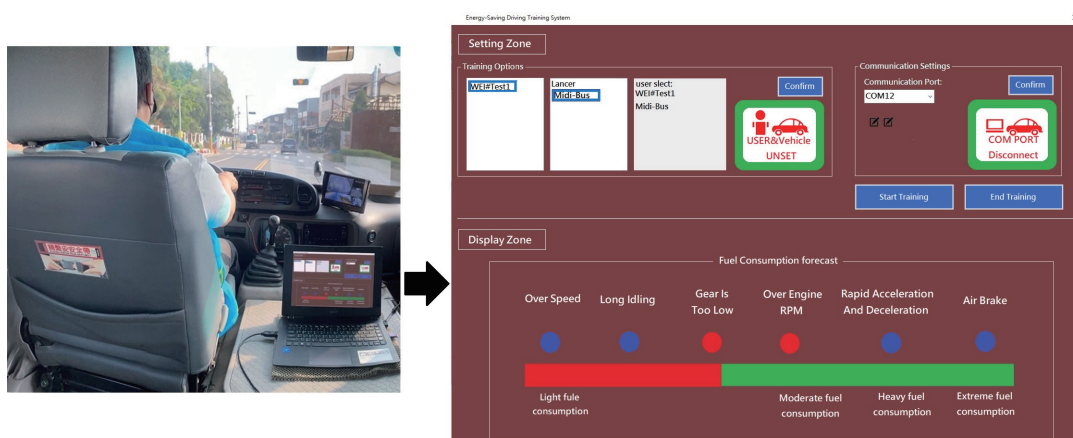 Energy-Saving Driving Training System
Setting Zone
Training Options
WEI#Test1
Lancer
Midi-Bus
user slect:
WEI#Test1
Midi-Bus
Confirm
USER&Vehicle
UNSET
Communication Settings
Communication Port:
COM12
Confirm
COM PORT
Disconnect
Start Training
End Training
Display Zone
Fuel Consumption forecast
Over Speed
Long Idling
Gear Is
Too Low
Over Engine
RPM
Rapid Acceleration
And Deceleration
Air Brake
Light fule
consumption
Moderate fuel
consumption
Heavy fuel
consumption
Extreme fuel
consumption